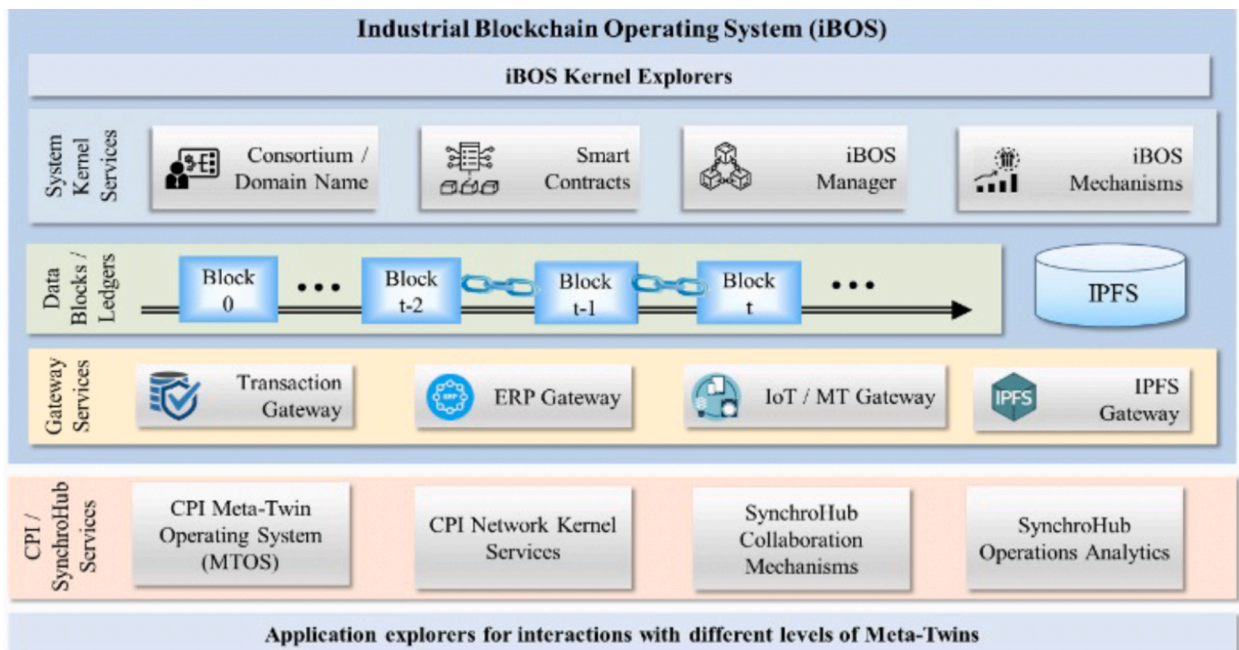 Industrial Blockchain Operating System (iBOS)
iBOS Kernel Explorers
System
Kernel
Services
Consortium /
Domain Name
Smart
Contracts
iBOS
Manager
iBOS
Mechanisms
Data
Blocks /
Ledgers
Block
0
•••
Block
t-2
Block
t-1
Block
t
•••
IPFS
Gateway
Services
Transaction
Gateway
ERP
ERP Gateway
IoT / MT Gateway
IPFS
IPFS
Gateway
CPI /
SynchroHub
Services
CPI Meta-Twin
Operating System
(MTOS)
CPI Network Kernel
Services
SynchroHub
Collaboration
Mechanisms
SynchroHub
Operations Analytics
Application explorers for interactions with different levels of Meta-Twins